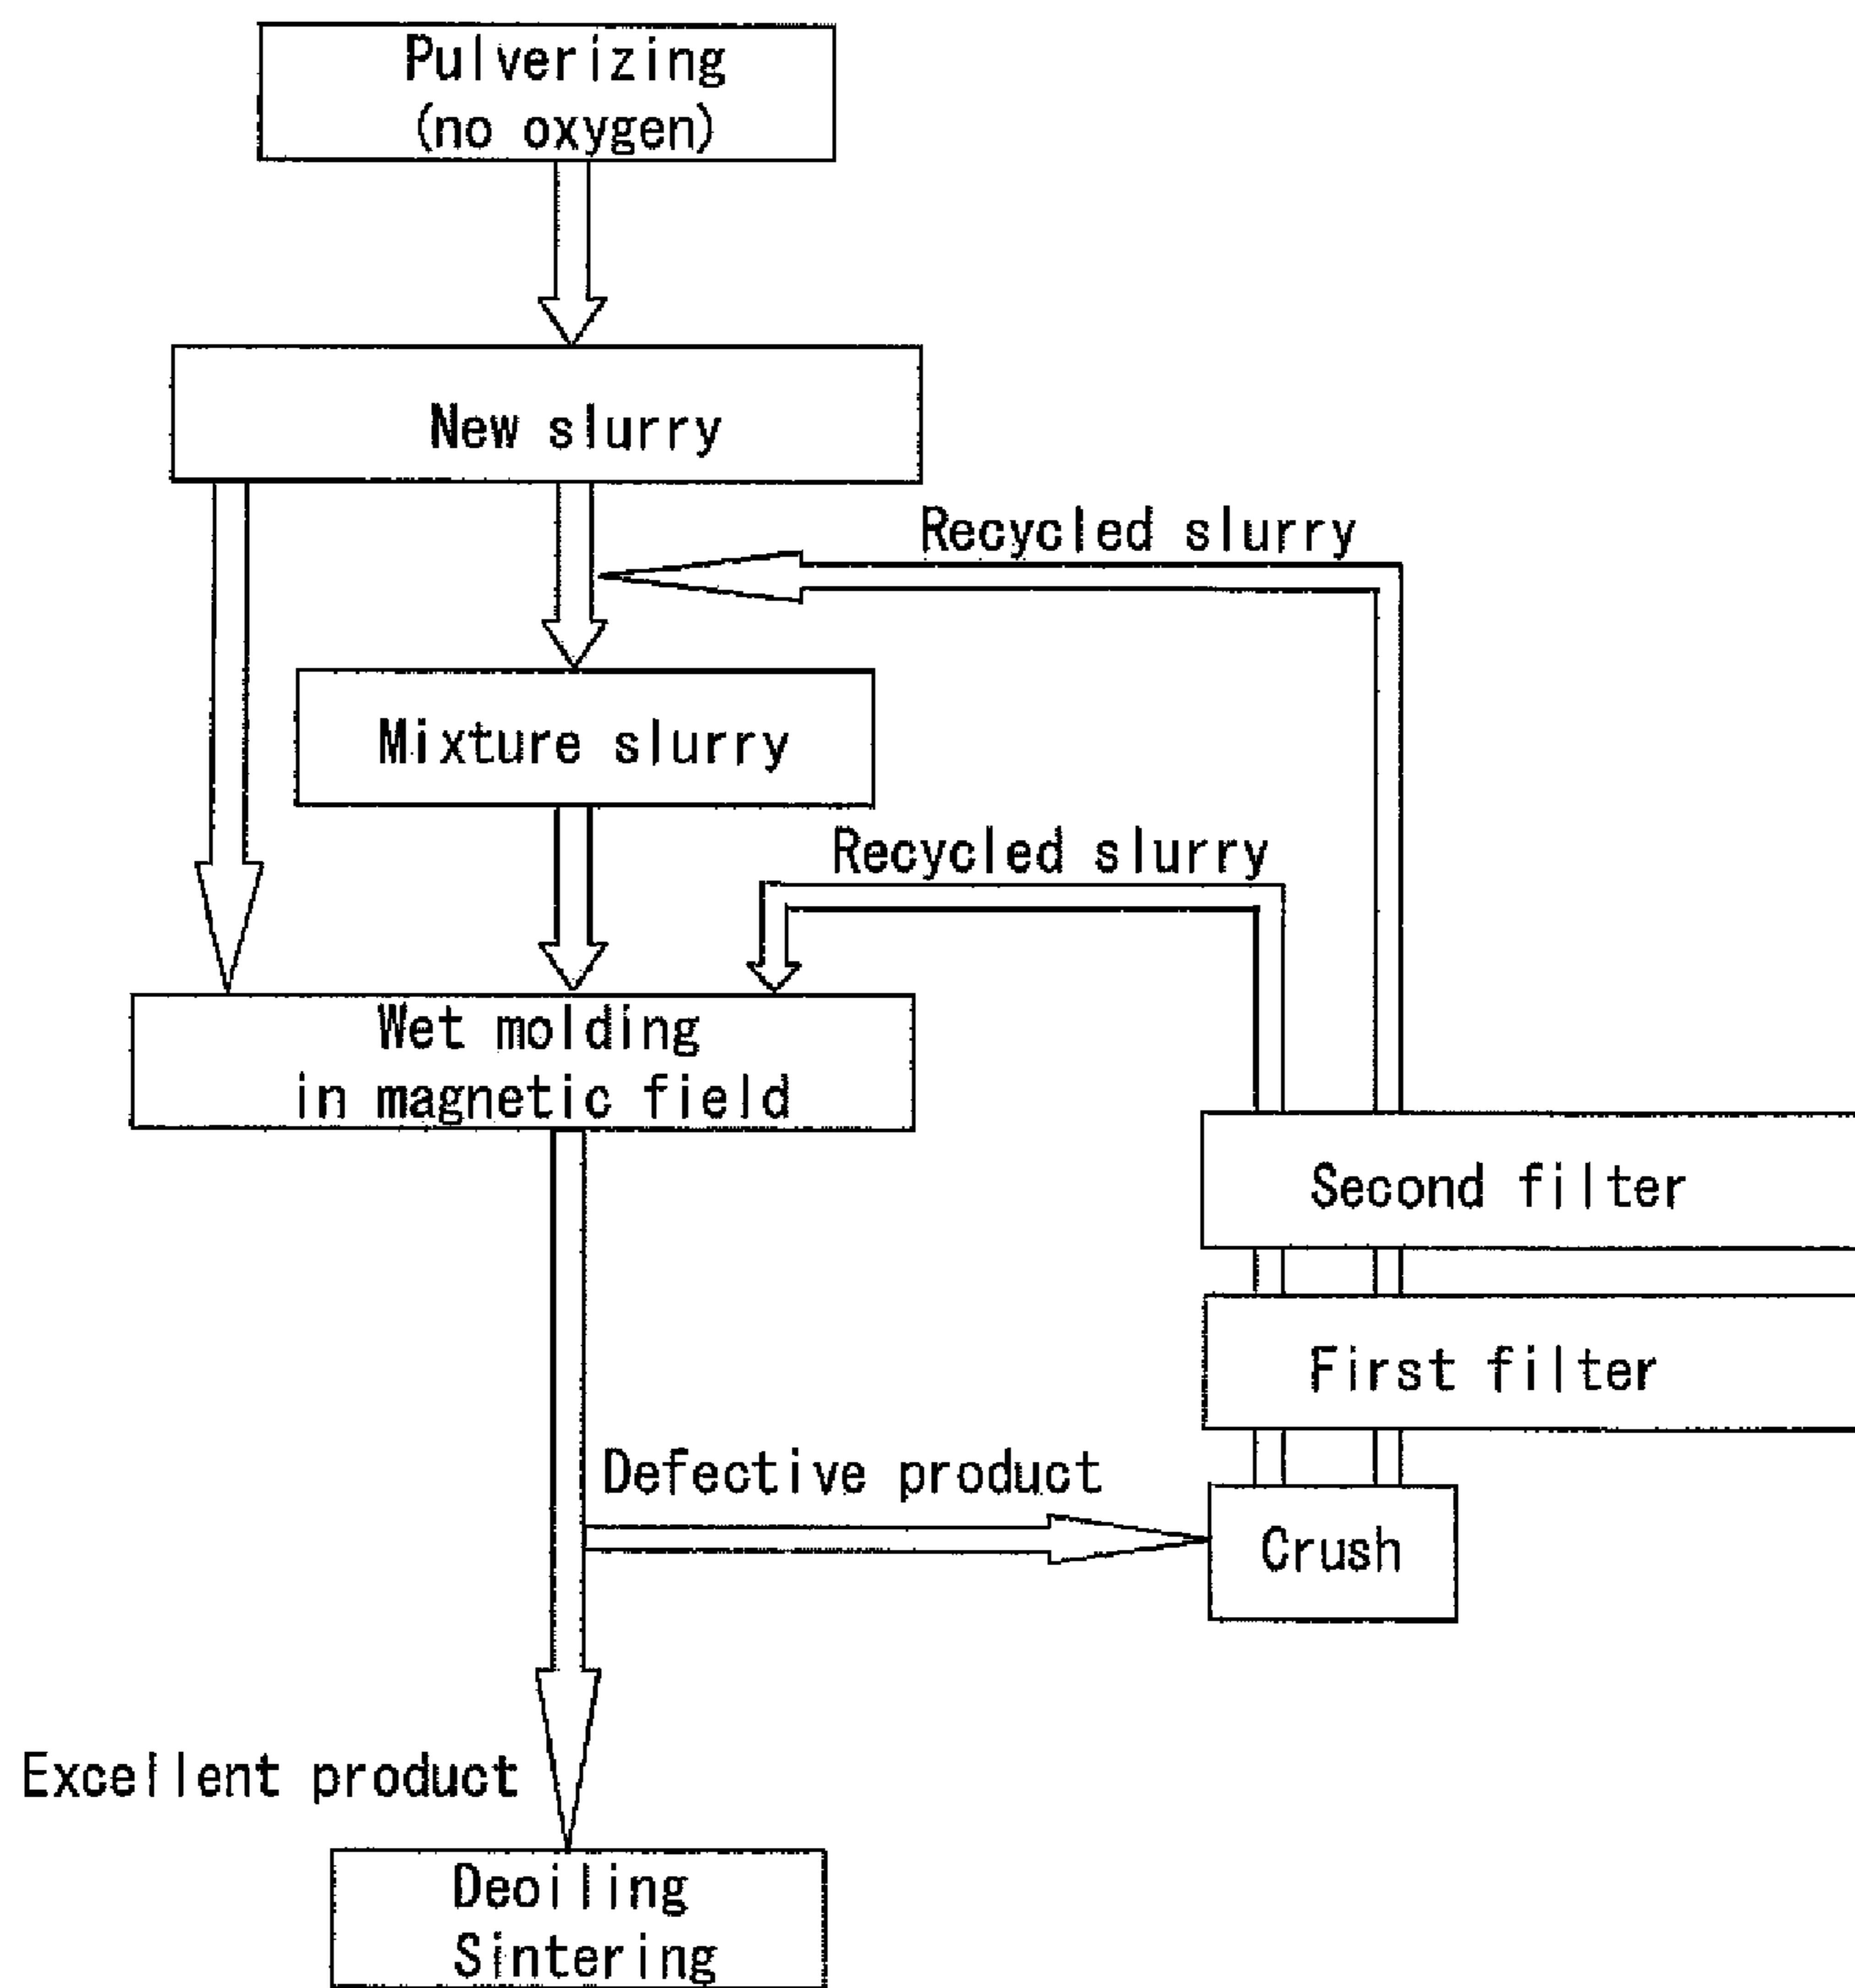 Pulverizing
(no oxygen)
New slurry
Recycled slurry
Mixture slurry
Recycled slurry
Wet molding
in magnetic field
Second filter
First filter
Defective product
Crush
Excellent product
Deoiling
Sintering